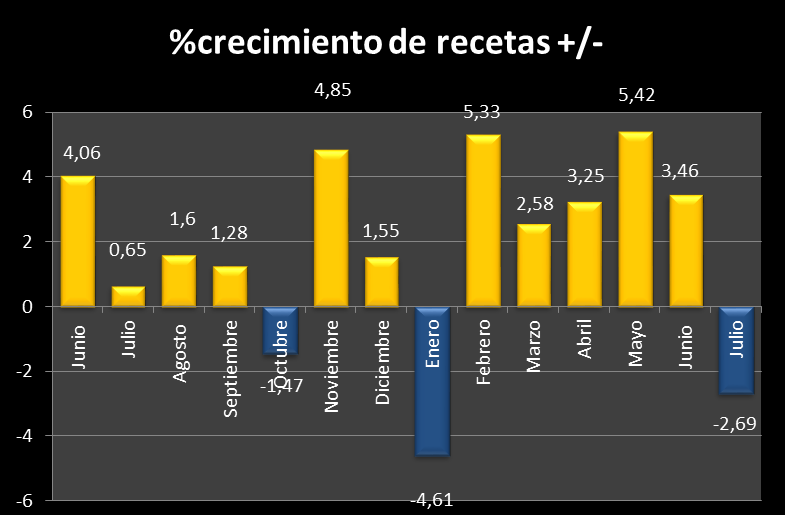 %crecimiento de recetas +/-
6
4
2
0
-2
-4
-6
4,06
0,65
1,6
1,28
-1,47
4,85
1,55
-4,61
5,33
2,58
3,25
5,42
3,46
-2,69
Junio
Julio
Agosto
Septiembre
Octubre
Noviembre
Diciembre
Enero
Febrero
Marzo
Abril
Mayo
Junio
Julio